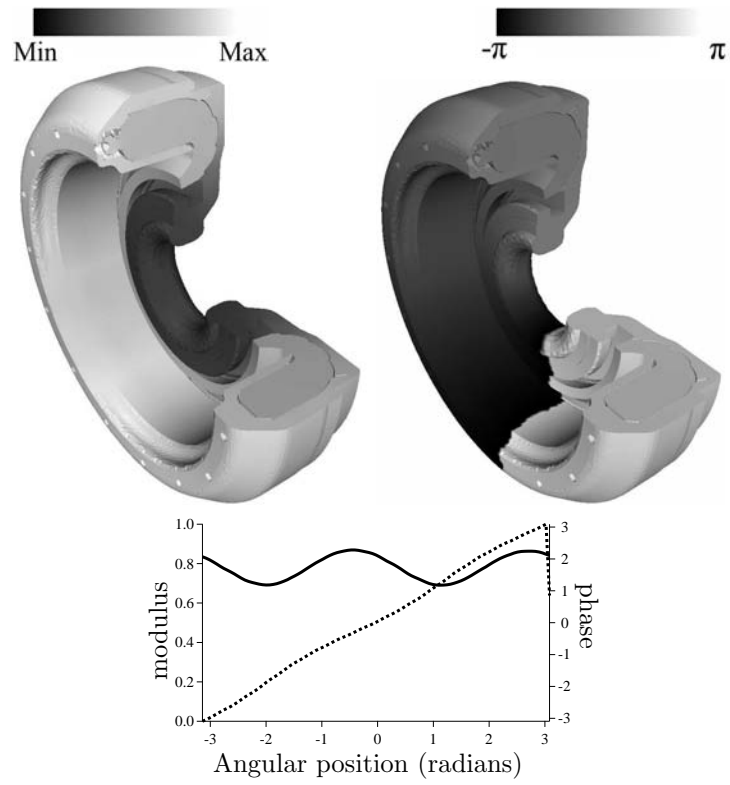 Min Max
-π π
1.0
0.8
0.6
0.4
0.2
0.0
modulus
3
2
1
0
-1
-2
-3
phase
-3 -2 -1 0 1 2 3
Angular position (radians)